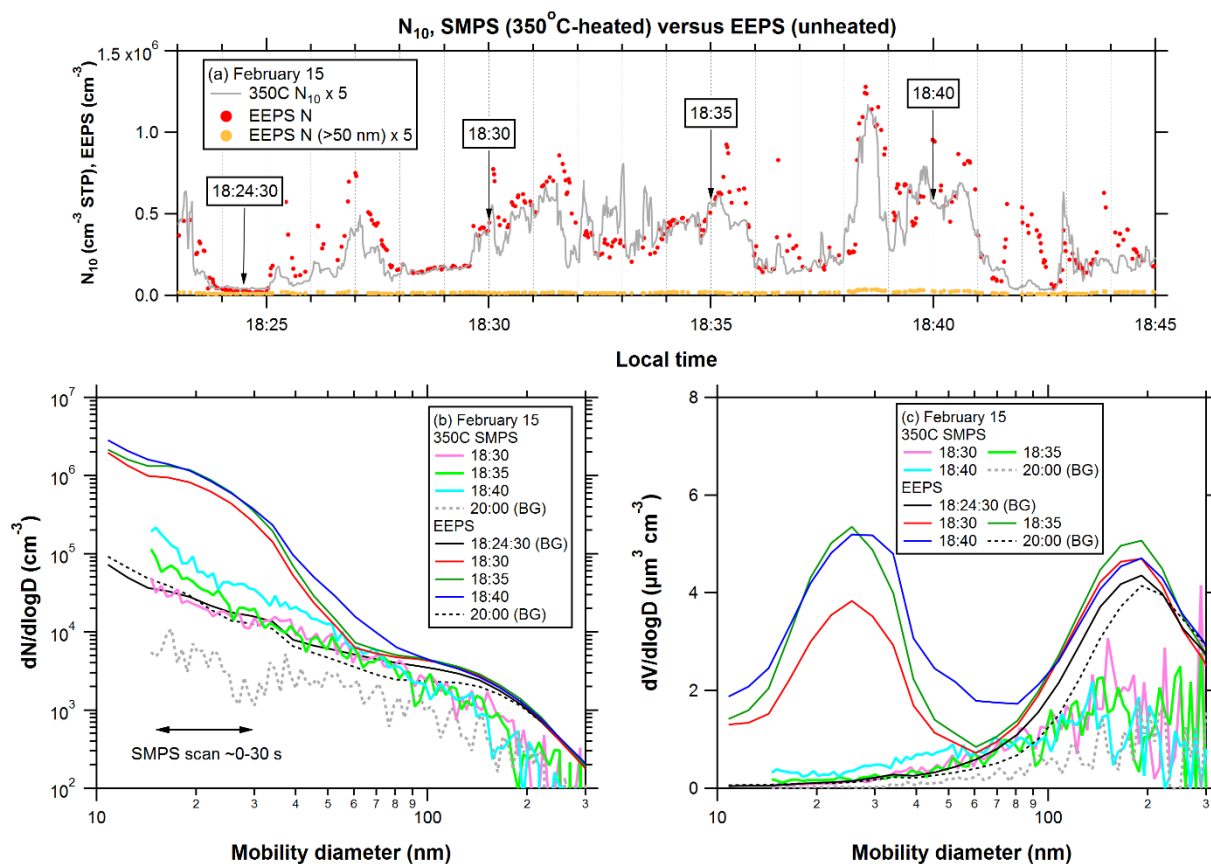 N10, SMPS (350°C-heated) versus EEPS (unheated)
N10 (cm-3 STP), EEPS (cm-3)
1.5x10^6
1.0
0.5
0.0
(a) February 15
350C N10 x 5
EEPS N
EEPS N (>50 nm) x 5
18:24:30
18:30
18:35
18:40
18:25
18:30
18:35
18:40
18:45
Local time
dN/dlogD (cm-3)
10^7
10^6
10^5
10^4
10^3
10^2
(b) February 15
350C SMPS
18:30
18:35
18:40
20:00 (BG)
EEPS
18:24:30 (BG)
18:30
18:35
18:40
20:00 (BG)
SMPS scan ~0-30 s
10 2 3 4 5 6 7 8 9 100 2 3
Mobility diameter (nm)
dV/dlogD (µm3 cm-3)
8
6
4
2
0
(c) February 15
350C SMPS
18:30 18:35
18:40 20:00 (BG)
EEPS
18:24:30 (BG)
18:30 18:35
18:40 20:00 (BG)
10 2 3 4 5 6 7 8 9 100 2 3
Mobility diameter (nm)